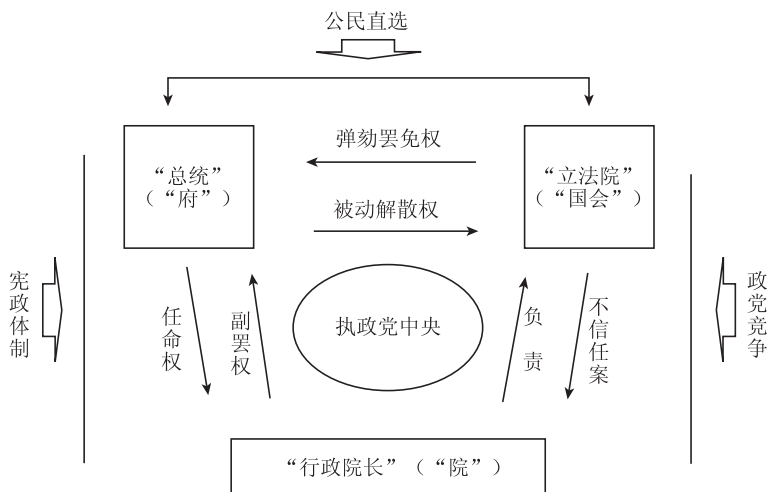 公民直选
弹劾罢免权
“总统”
（“府”）
“立法院”
（“国会”）
被动解散权
宪政体制
任命权
副署权
执政党中央
负责
不信任案
政党竞争
“行政院长”（“院”）